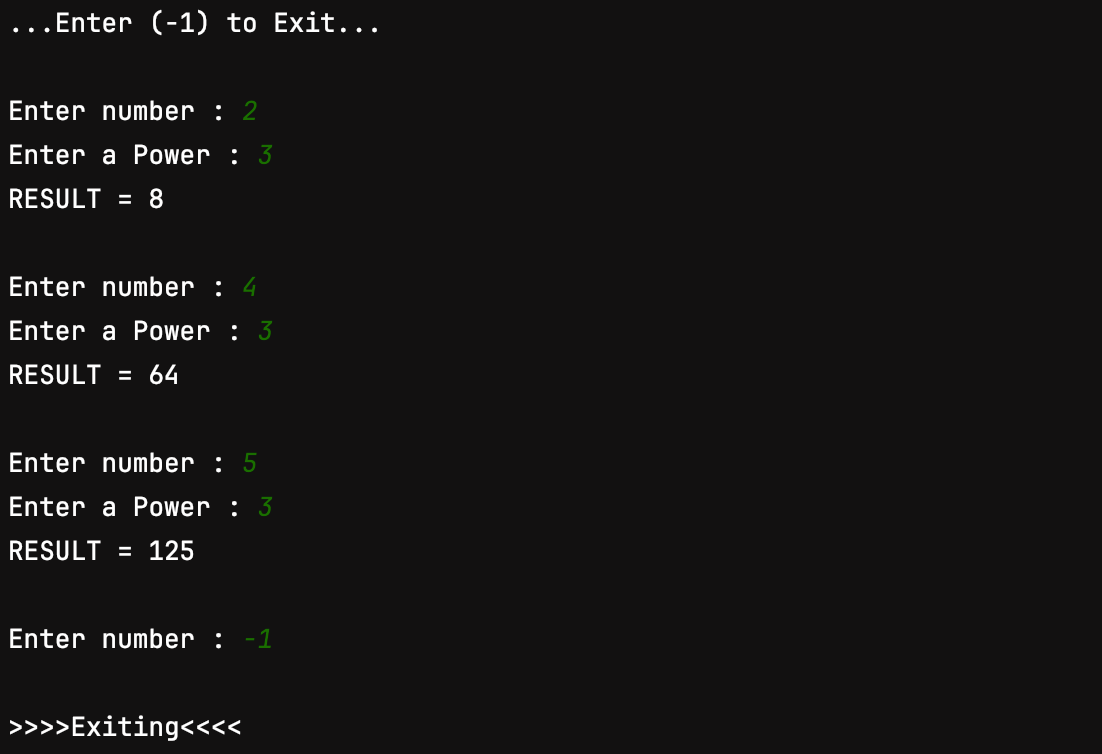 ...Enter (-1) to Exit...
Enter number : 2
Enter a Power : 3
RESULT = 8
Enter number : 4
Enter a Power : 3
RESULT = 64
Enter number : 5
Enter a Power : 3
RESULT = 125
Enter number : -1
>>>>Exiting<<<<